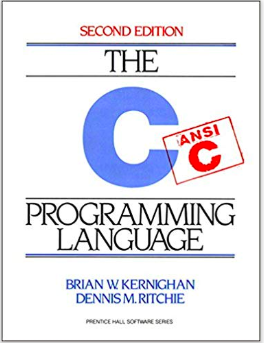 SECOND EDITION
THE
C
ANSI
C
PROGRAMMING
LANGUAGE
BRIAN W. KERNIGHAN
DENNIS M. RITCHIE
PRENTICE HALL SOFTWARE SERIES